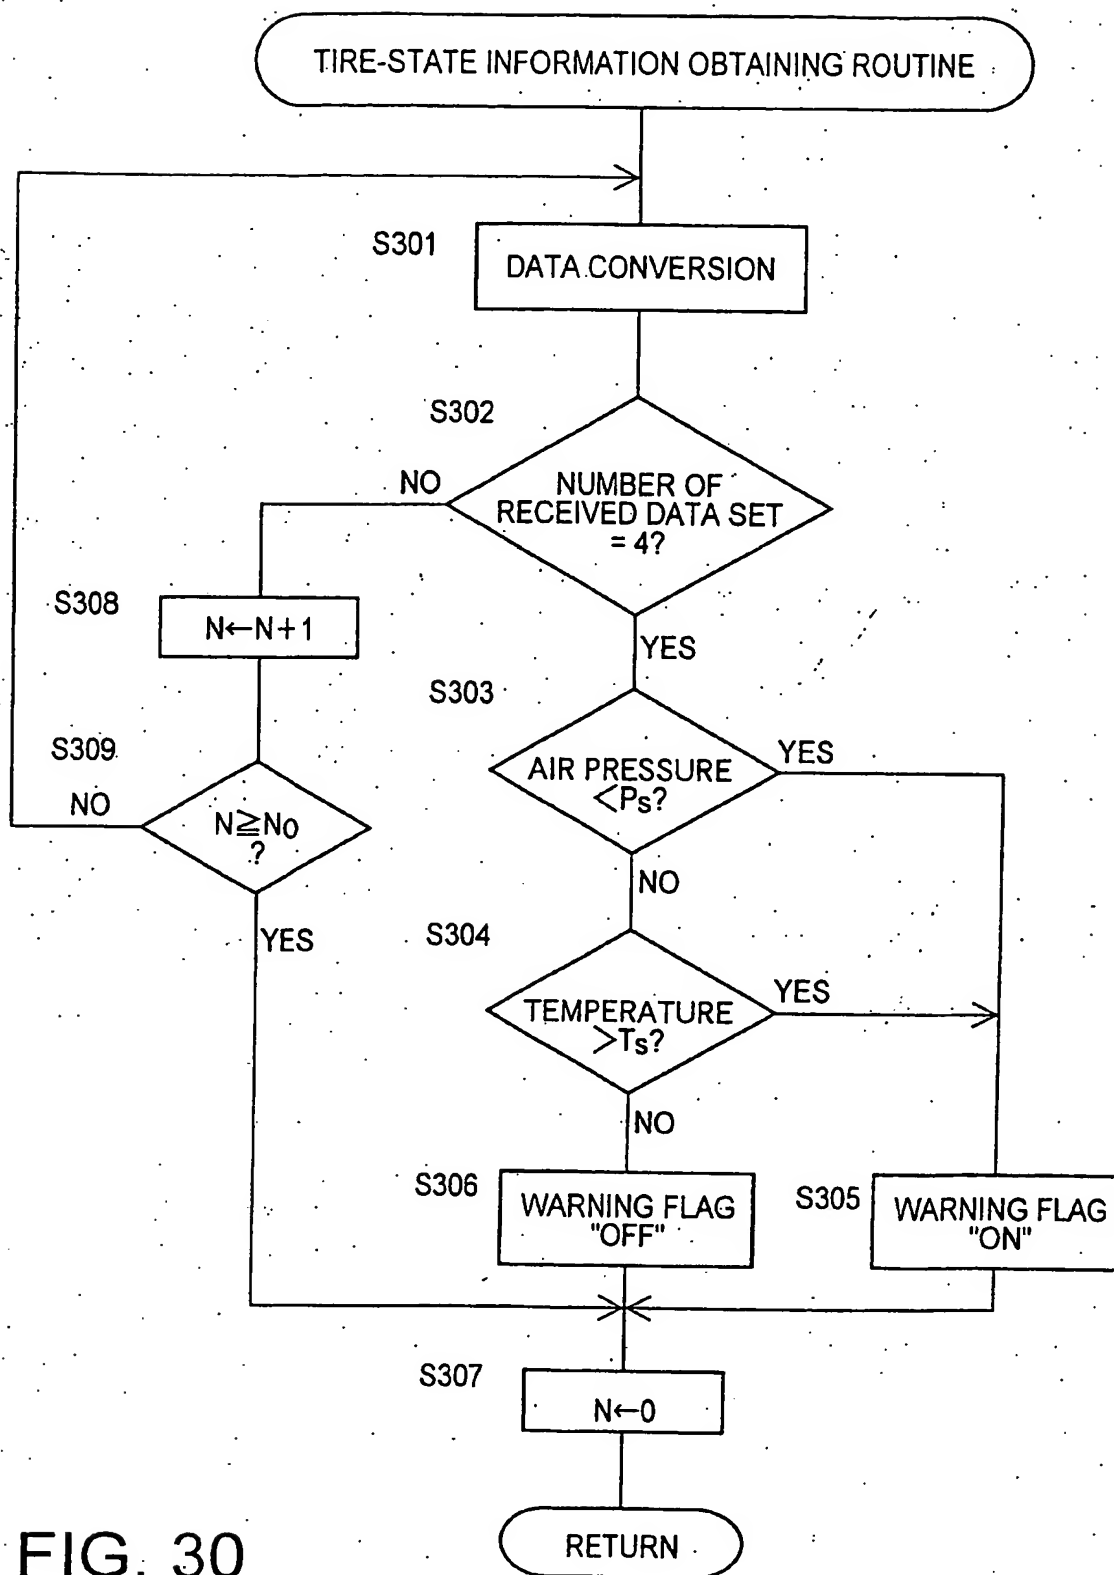 TIRE-STATE INFORMATION OBTAINING ROUTINE
S301
DATA CONVERSION
S302
NUMBER OF
RECEIVED DATA SET
= 4?
NO
YES
S308
N←N+1
S309
N≧N0
?
NO
YES
S303
AIR PRESSURE
<Ps?
YES
NO
S304
TEMPERATURE
>Ts?
YES
NO
S306
WARNING FLAG
"OFF"
S305
WARNING FLAG
"ON"
S307
N←0
RETURN
FIG. 30